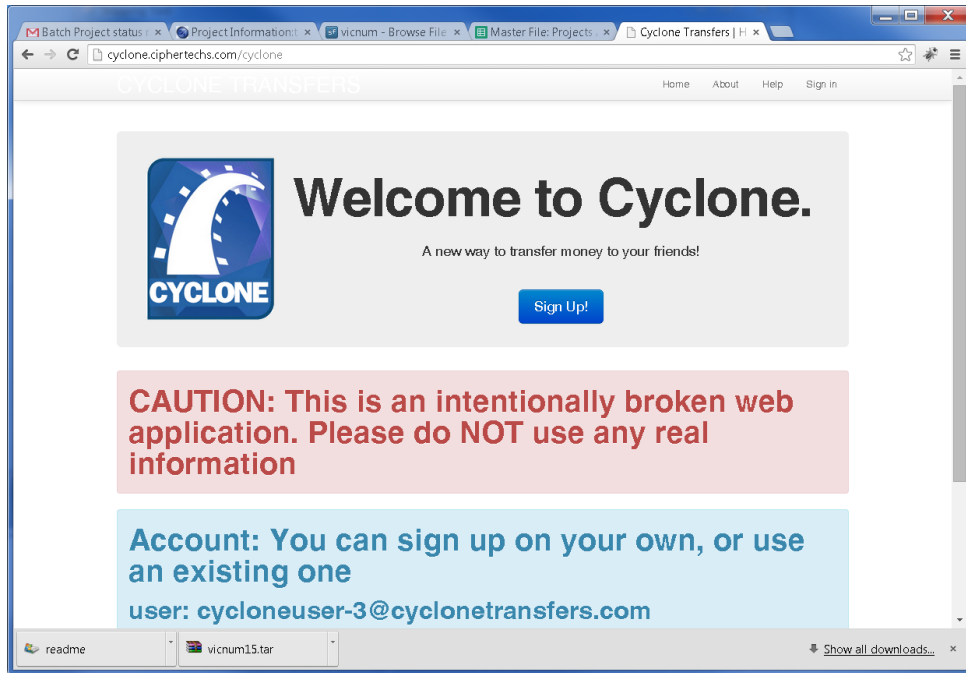 Batch Project status r
Project Information:t
vicnum - Browse File
Master File: Projects A
Cyclone Transfers | H
cyclone.ciphertechs.com/cyclone
CYCLONE TRANSFERS
Home About Help Sign in
Welcome to Cyclone.
A new way to transfer money to your friends!
CYCLONE
Sign Up!
CAUTION: This is an intentionally broken web
application. Please do NOT use any real
information
Account: You can sign up on your own, or use
an existing one
user: cycloneuser-3@cyclonetransfers.com
readme
vicnum15.tar
Show all downloads...